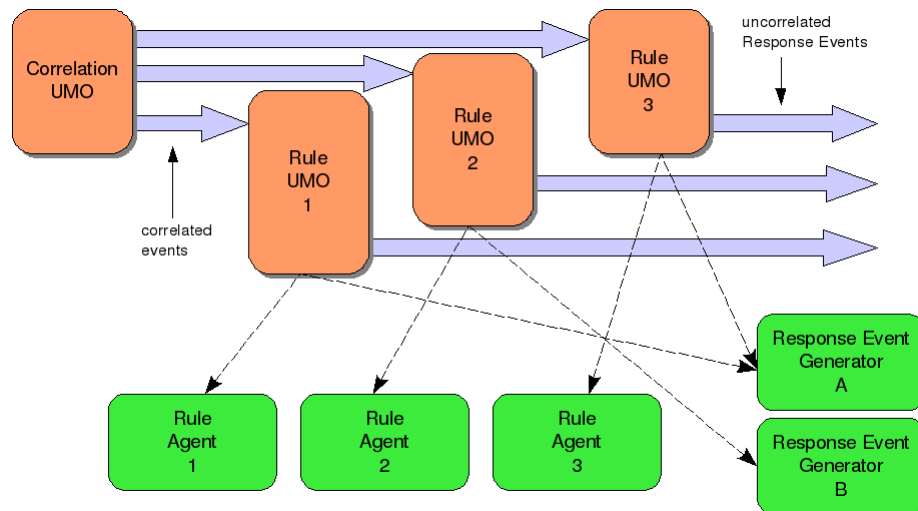 Correlation
UMO
Rule
UMO
1
Rule
UMO
2
Rule
UMO
3
uncorrelated
Response Events
correlated
events
Rule
Agent
1
Rule
Agent
2
Rule
Agent
3
Response Event
Generator
A
Response Event
Generator
B